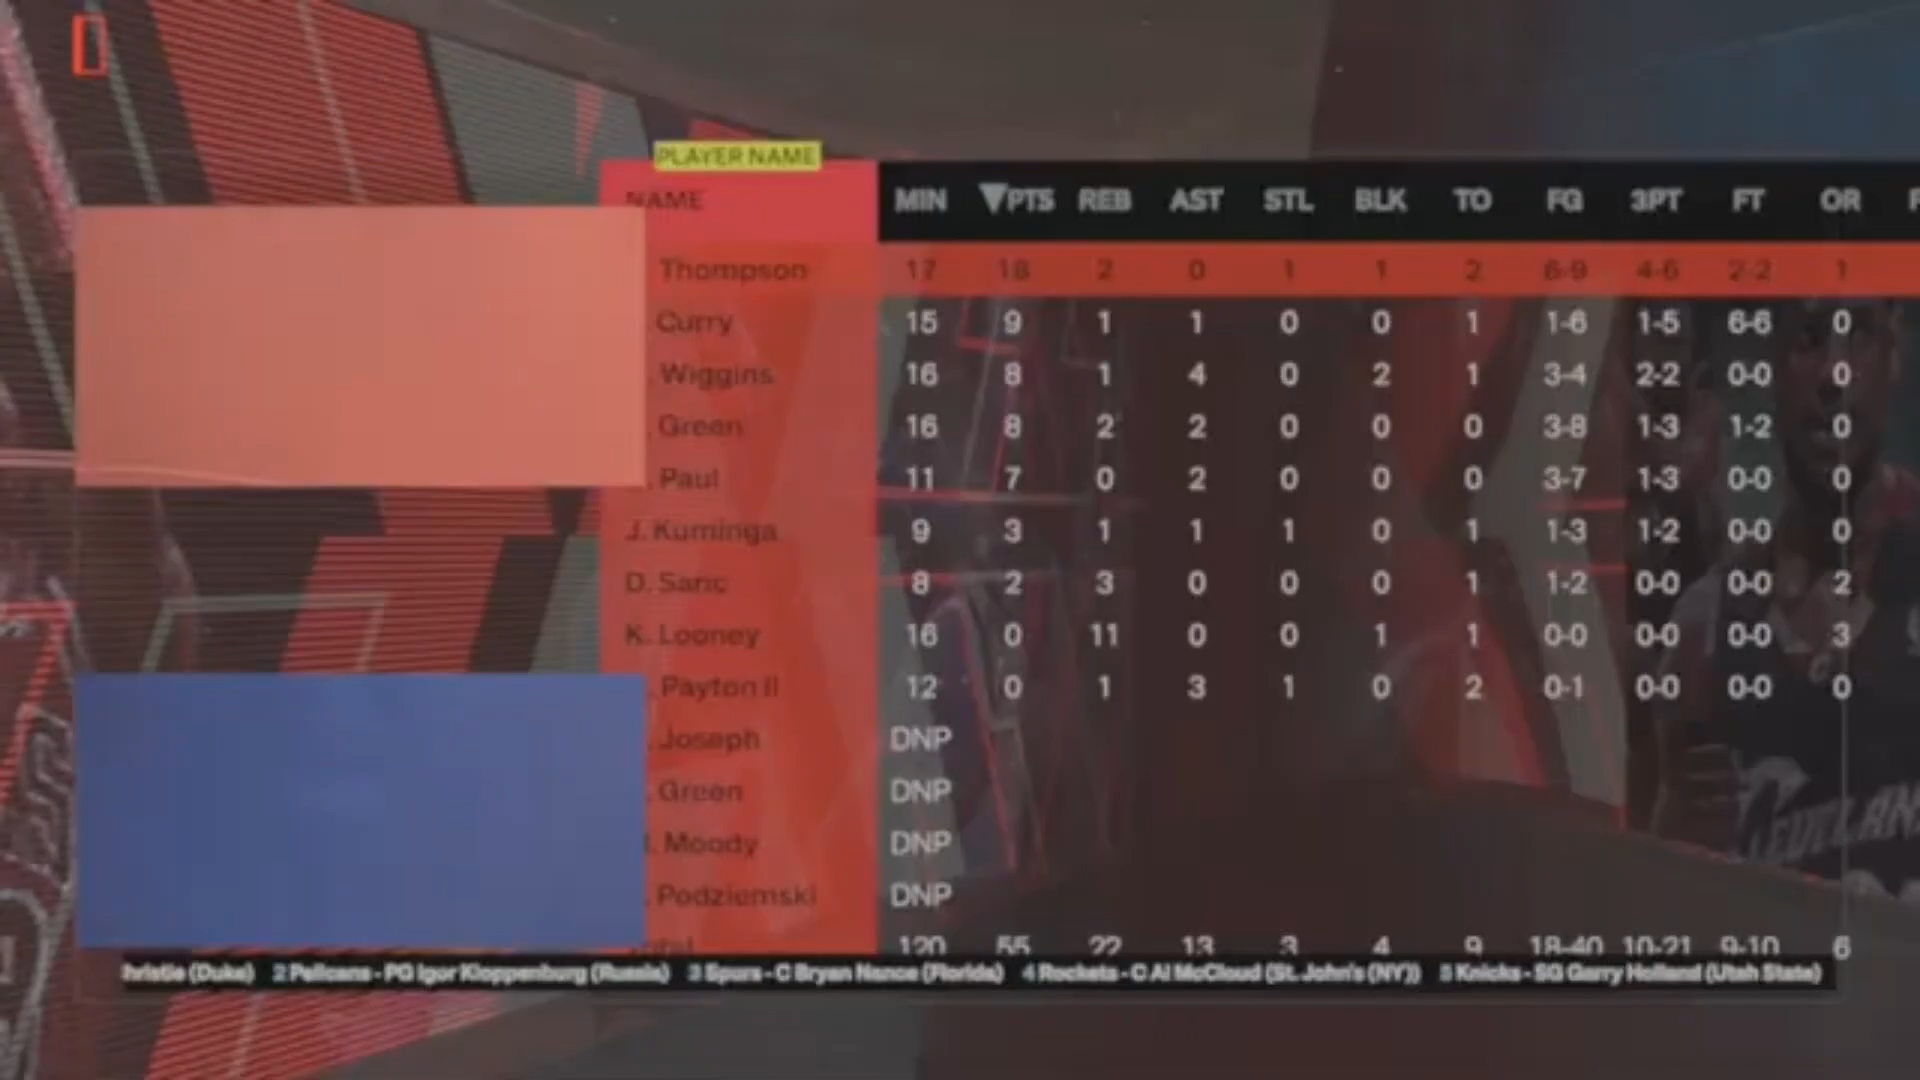 PLAYER NAME
NAME MIN ▼PTS REB AST STL BLK TO FG 3PT FT OR
Thompson 17 18 2 0 1 1 2 6-9 4-6 2-2 1
. Curry 15 9 1 1 0 0 1 1-6 1-5 6-6 0
. Wiggins 16 8 1 4 0 2 1 3-4 2-2 0-0 0
. Green 16 8 2 2 0 0 0 3-8 1-3 1-2 0
. Paul 11 7 0 2 0 0 0 3-7 1-3 0-0 0
J. Kuminga 9 3 1 1 1 0 1 1-3 1-2 0-0 0
D. Saric 8 2 3 0 0 0 1 1-2 0-0 0-0 2
K. Looney 16 0 11 0 0 1 1 0-0 0-0 0-0 3
. Payton II 12 0 1 3 1 0 2 0-1 0-0 0-0 0
. Joseph DNP
. Green DNP
. Moody DNP
. Podziemski DNP
Total 120 55 22 13 3 4 9 18-40 10-21 9-10 6
hristie (Duke) 2 Pelicans - PG Igor Kloppenburg (Russia) 3 Spurs - C Bryan Nance (Florida) 4 Rockets - C Al McCloud (St. John's (NY)) 5 Knicks - SG Garry Holland (Utah State)